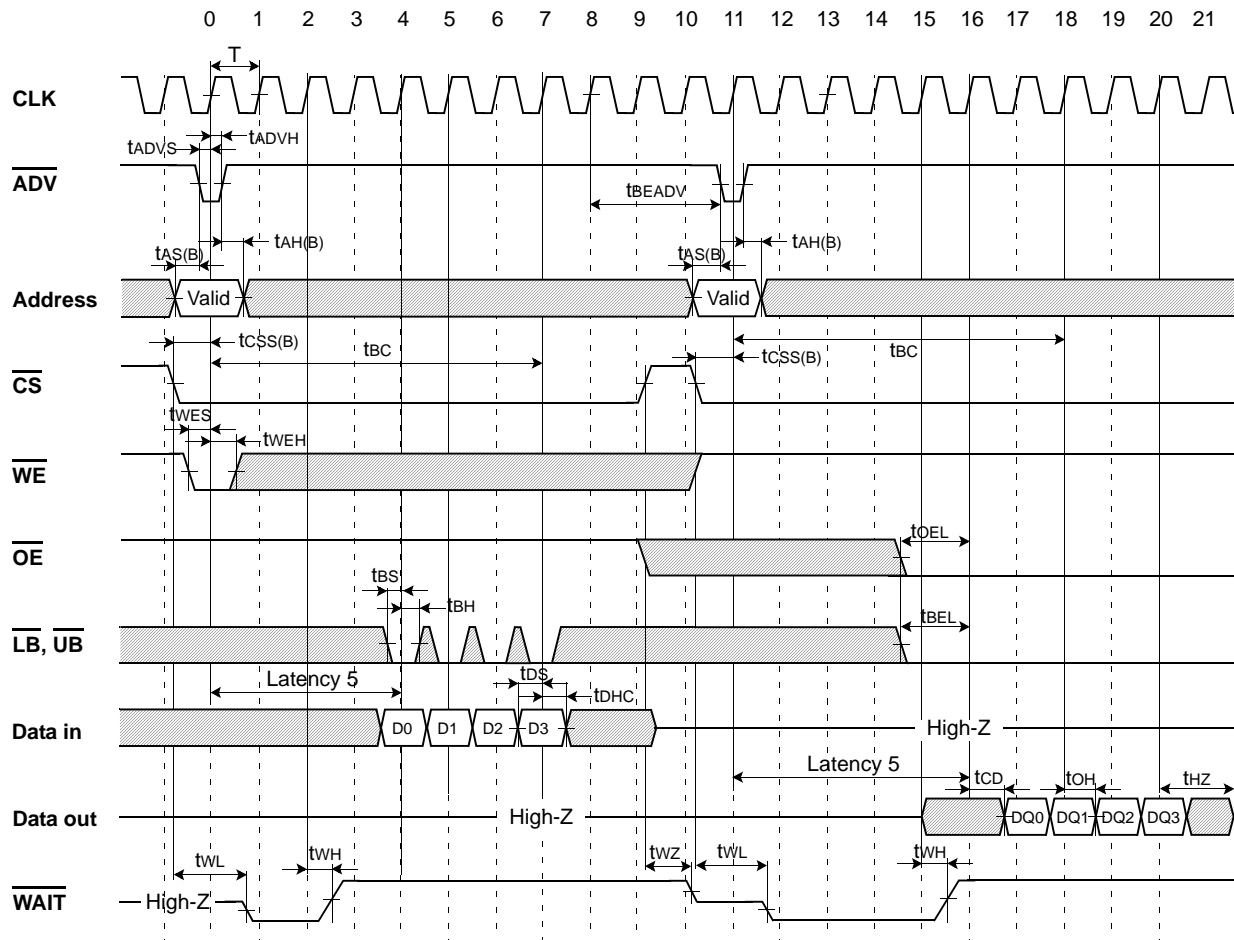 0 1 2 3 4 5 6 7 8 9 10 11 12 13 14 15 16 17 18 19 20 21
T
CLK
tADVH
tADVS
ADV
tBEADV
tAH(B) tAH(B)
tAS(B) tAS(B)
Address Valid Valid
tCSS(B) tBC tCSS(B) tBC
CS
tWES
tWEH
WE
tOEL
OE
tBS
tBH tBEL
LB, UB
Latency 5 tDS
tDHC
Data in D0 D1 D2 D3 High-Z
Latency 5 tCD tOH tHZ
Data out High-Z DQ0 DQ1 DQ2 DQ3
tWL tWH tWZ tWL tWH
WAIT High-Z